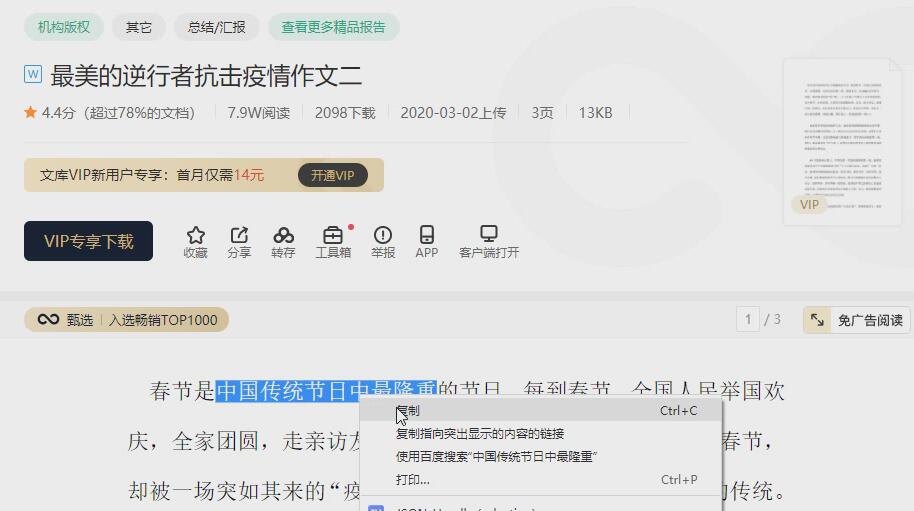 机构版权 其它 总结/汇报 查看更多精品报告
W 最美的逆行者抗击疫情作文二
4.4分（超过78%的文档） 7.9W阅读 2098下载 2020-03-02上传 3页 13KB
文库VIP新用户专享：首月仅需14元 开通VIP
VIP
VIP专享下载 收藏 分享 转存 工具箱 举报 APP 客户端打开
甄选 入选畅销TOP1000 1 / 3 免广告阅读
春节是中国传统节日中最隆重的节日，每到春节，全国人民举国欢
复制 Ctrl+C
复制指向突出显示的内容的链接
庆，全家团圆，走亲访 春节，
使用百度搜索“中国传统节日中最隆重”
打印... Ctrl+P
却被一场突如其来的“疫 的传统。